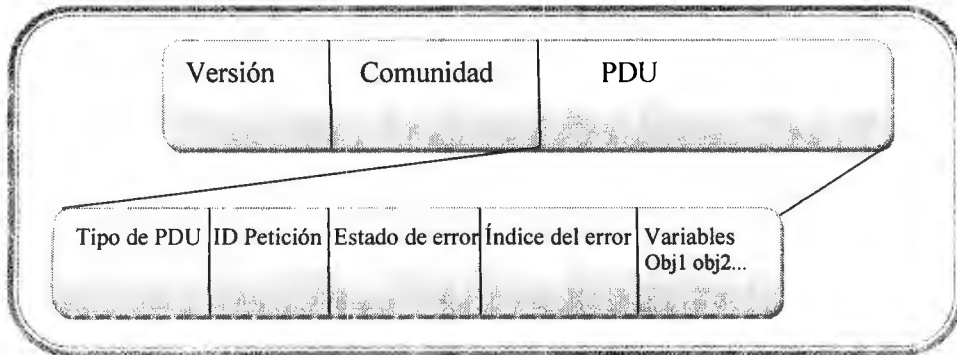 Versión Comunidad PDU
Tipo de PDU ID Petición Estado de error Índice del error Variables
Obj1 obj2...